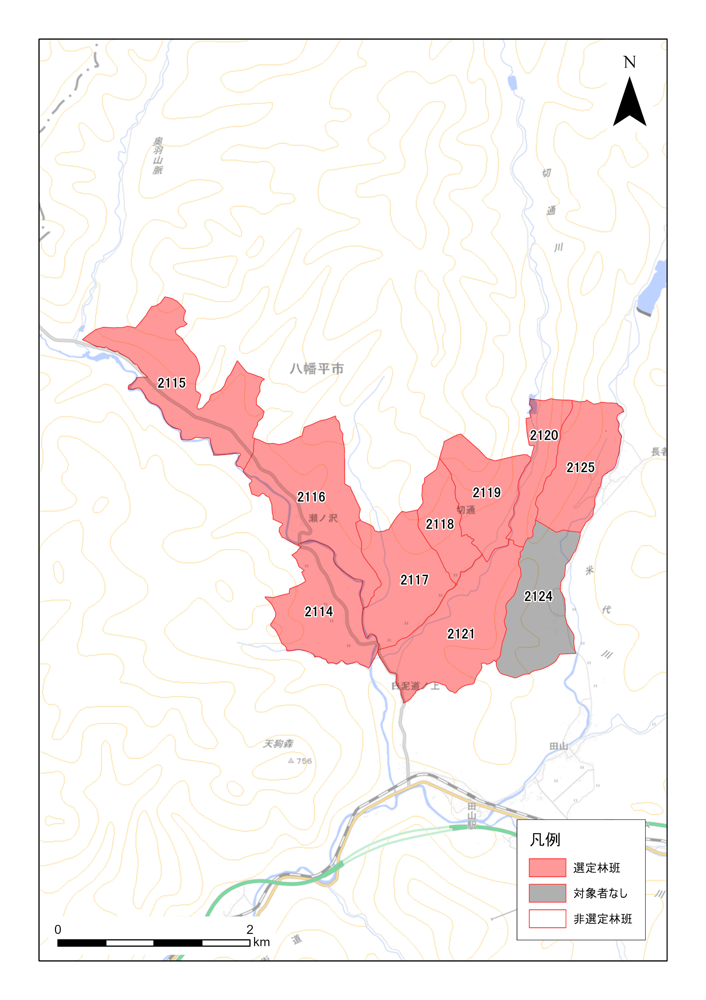 N
奥羽山脈
切通川
八幡平市
2115
2120
長者
2125
2116
2119
切通
瀬ノ沢
2118
米代川
2117
2124
2114
2121
白泥道ノ上
天狗森
756
田山
田山駅
凡例
選定林班
対象者なし
非選定林班
川
0
2
km
道